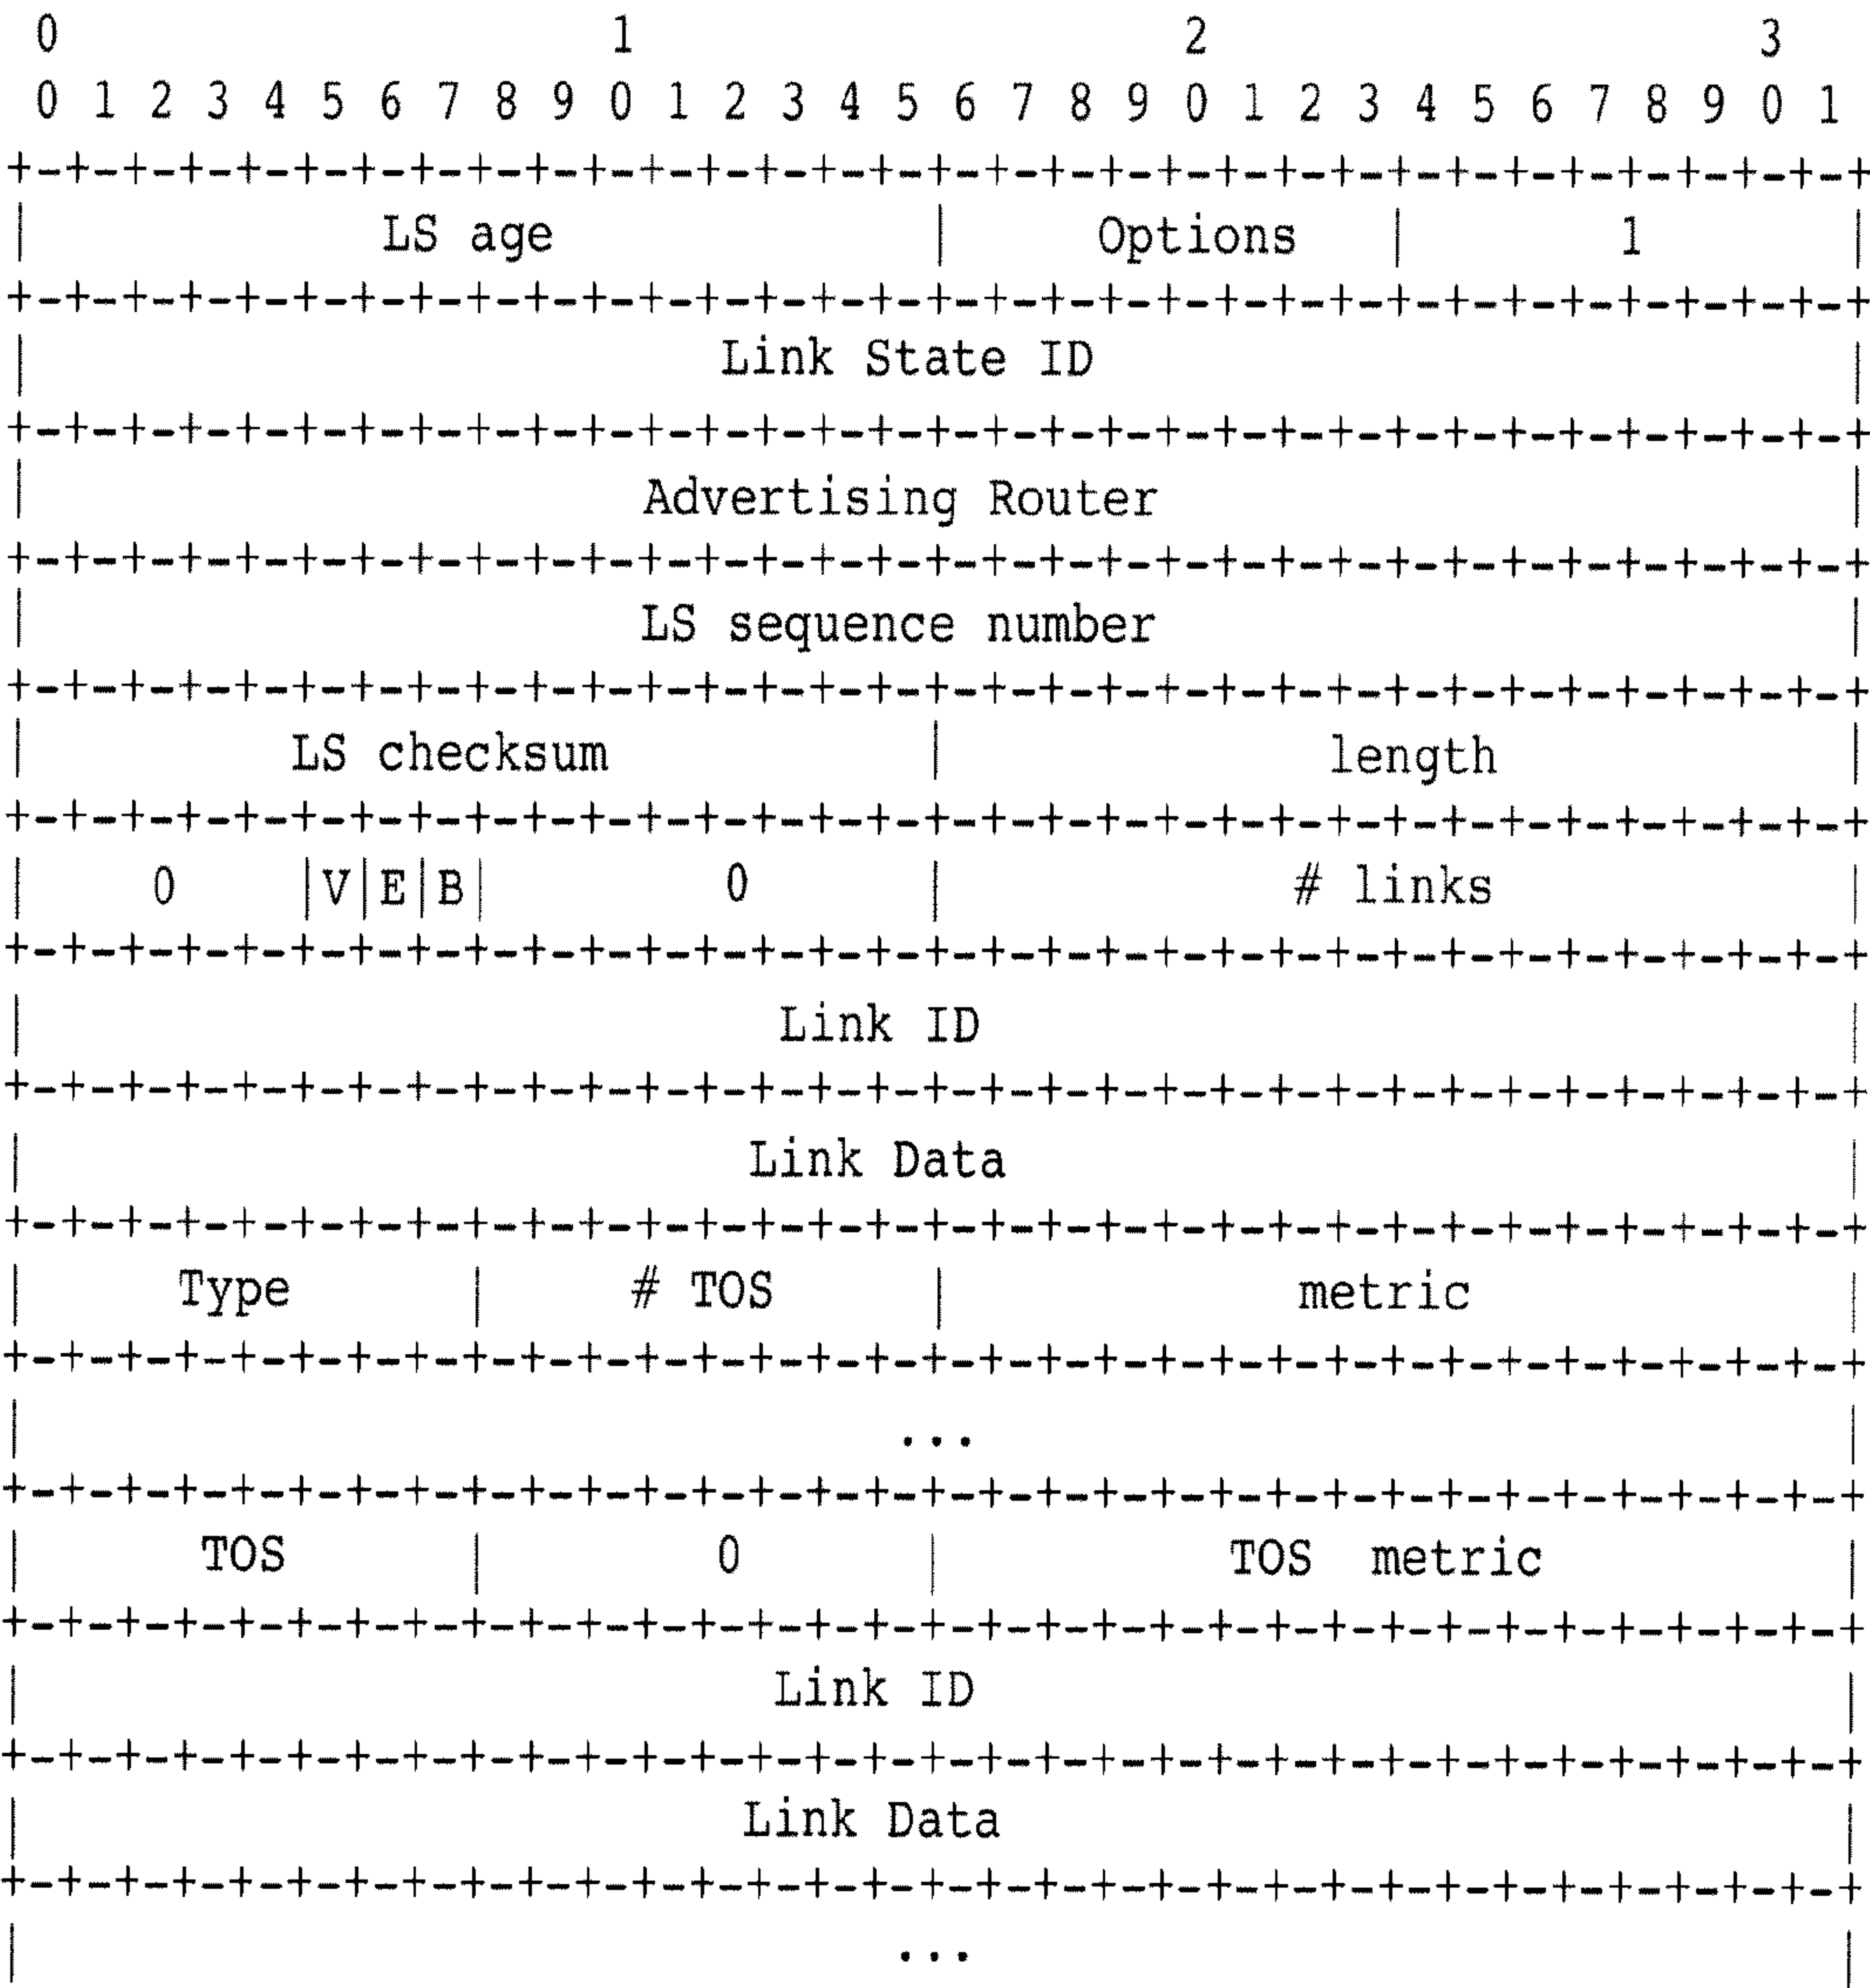 0 1 2 3
0 1 2 3 4 5 6 7 8 9 0 1 2 3 4 5 6 7 8 9 0 1 2 3 4 5 6 7 8 9 0 1
+-+-+-+-+-+-+-+-+-+-+-+-+-+-+-+-+-+-+-+-+-+-+-+-+-+-+-+-+-+-+-+-+
| LS age | Options | 1 |
+-+-+-+-+-+-+-+-+-+-+-+-+-+-+-+-+-+-+-+-+-+-+-+-+-+-+-+-+-+-+-+-+
| Link State ID |
+-+-+-+-+-+-+-+-+-+-+-+-+-+-+-+-+-+-+-+-+-+-+-+-+-+-+-+-+-+-+-+-+
| Advertising Router |
+-+-+-+-+-+-+-+-+-+-+-+-+-+-+-+-+-+-+-+-+-+-+-+-+-+-+-+-+-+-+-+-+
| LS sequence number |
+-+-+-+-+-+-+-+-+-+-+-+-+-+-+-+-+-+-+-+-+-+-+-+-+-+-+-+-+-+-+-+-+
| LS checksum | length |
+-+-+-+-+-+-+-+-+-+-+-+-+-+-+-+-+-+-+-+-+-+-+-+-+-+-+-+-+-+-+-+-+
| 0 |V|E|B| 0 | # links |
+-+-+-+-+-+-+-+-+-+-+-+-+-+-+-+-+-+-+-+-+-+-+-+-+-+-+-+-+-+-+-+-+
| Link ID |
+-+-+-+-+-+-+-+-+-+-+-+-+-+-+-+-+-+-+-+-+-+-+-+-+-+-+-+-+-+-+-+-+
| Link Data |
+-+-+-+-+-+-+-+-+-+-+-+-+-+-+-+-+-+-+-+-+-+-+-+-+-+-+-+-+-+-+-+-+
| Type | # TOS | metric |
+-+-+-+-+-+-+-+-+-+-+-+-+-+-+-+-+-+-+-+-+-+-+-+-+-+-+-+-+-+-+-+-+
| ... |
+-+-+-+-+-+-+-+-+-+-+-+-+-+-+-+-+-+-+-+-+-+-+-+-+-+-+-+-+-+-+-+-+
| TOS | 0 | TOS metric |
+-+-+-+-+-+-+-+-+-+-+-+-+-+-+-+-+-+-+-+-+-+-+-+-+-+-+-+-+-+-+-+-+
| Link ID |
+-+-+-+-+-+-+-+-+-+-+-+-+-+-+-+-+-+-+-+-+-+-+-+-+-+-+-+-+-+-+-+-+
| Link Data |
+-+-+-+-+-+-+-+-+-+-+-+-+-+-+-+-+-+-+-+-+-+-+-+-+-+-+-+-+-+-+-+-+
| ... |